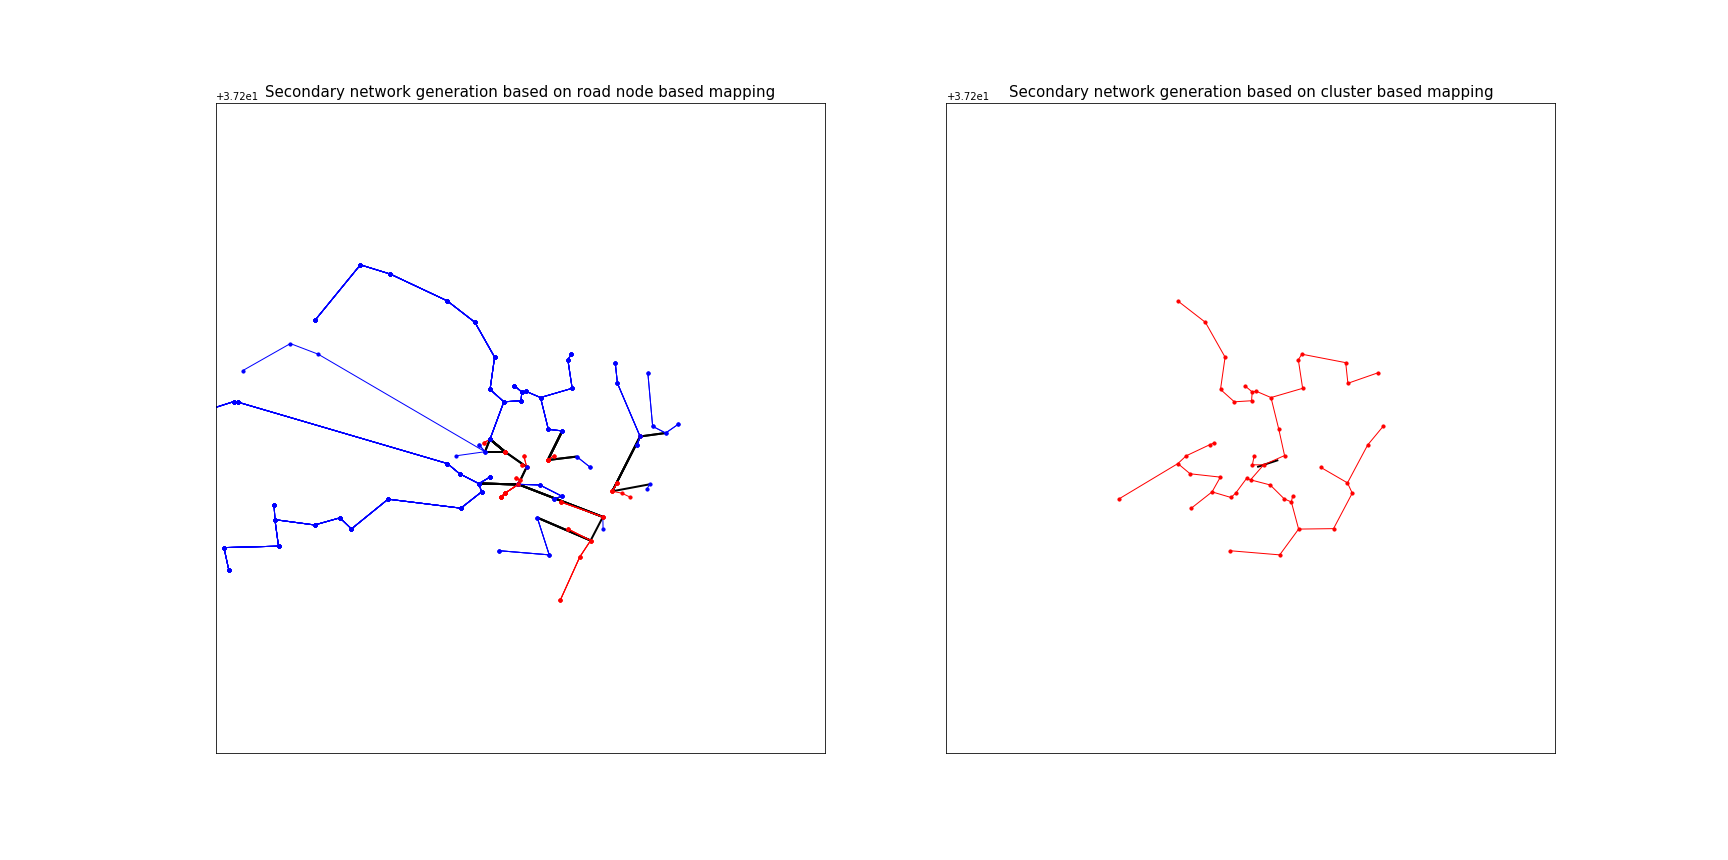 Secondary network generation based on road node based mapping
+3.72e1
Secondary network generation based on cluster based mapping
+3.72e1